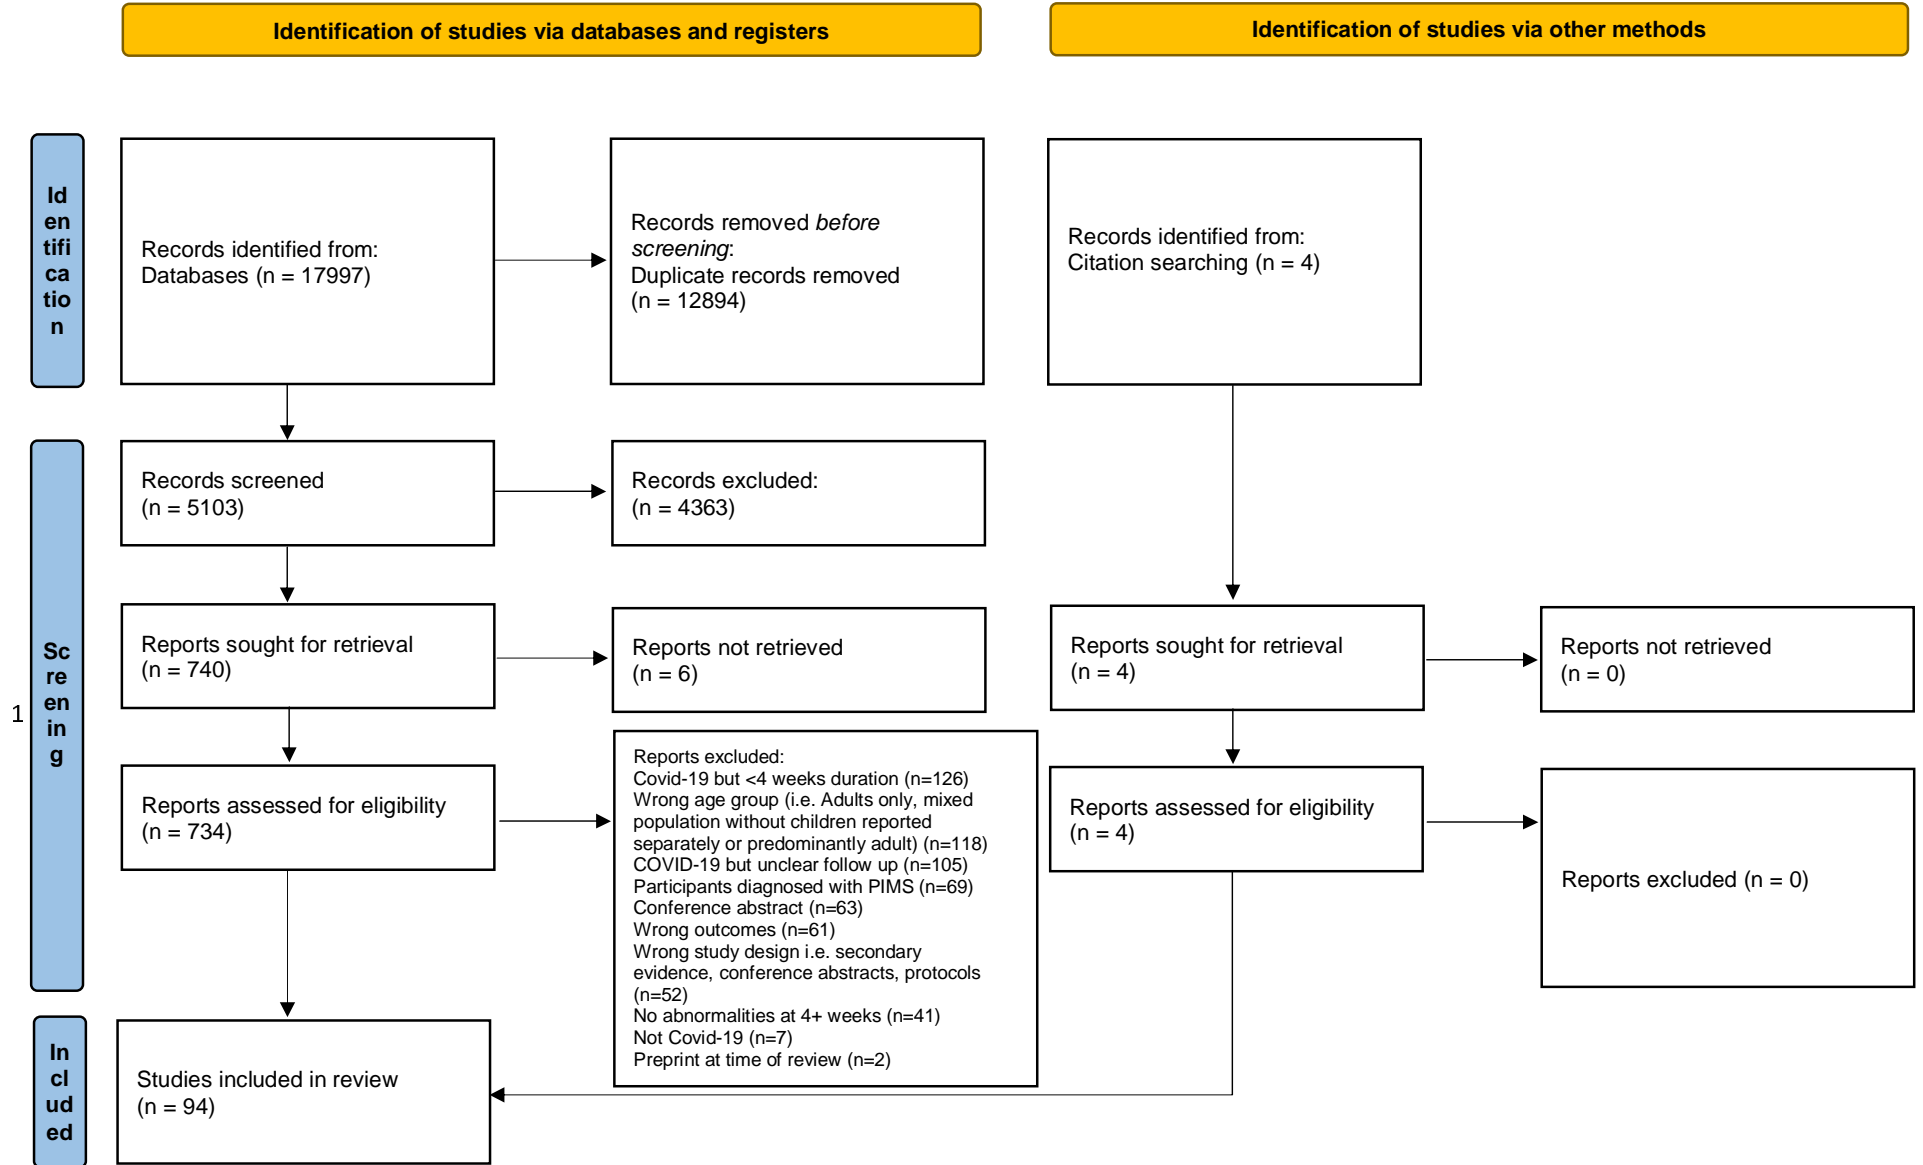 Identification of studies via databases and registers
Identification of studies via other methods
Id
en
tifi
ca
tio
n
Records identified from:
Databases (n = 17997)
Records removed before
screening:
Duplicate records removed
(n = 12894)
Records identified from:
Citation searching (n = 4)
1
Sc
re
en
in
g
Records screened
(n = 5103)
Records excluded:
(n = 4363)
Reports sought for retrieval
(n = 740)
Reports not retrieved
(n = 6)
Reports sought for retrieval
(n = 4)
Reports not retrieved
(n = 0)
Reports assessed for eligibility
(n = 734)
Reports excluded:
Covid-19 but <4 weeks duration (n=126)
Wrong age group (i.e. Adults only, mixed
population without children reported
separately or predominantly adult) (n=118)
COVID-19 but unclear follow up (n=105)
Participants diagnosed with PIMS (n=69)
Conference abstract (n=63)
Wrong outcomes (n=61)
Wrong study design i.e. secondary
evidence, conference abstracts, protocols
(n=52)
No abnormalities at 4+ weeks (n=41)
Not Covid-19 (n=7)
Preprint at time of review (n=2)
Reports assessed for eligibility
(n = 4)
Reports excluded (n = 0)
In
cl
ud
ed
Studies included in review
(n = 94)